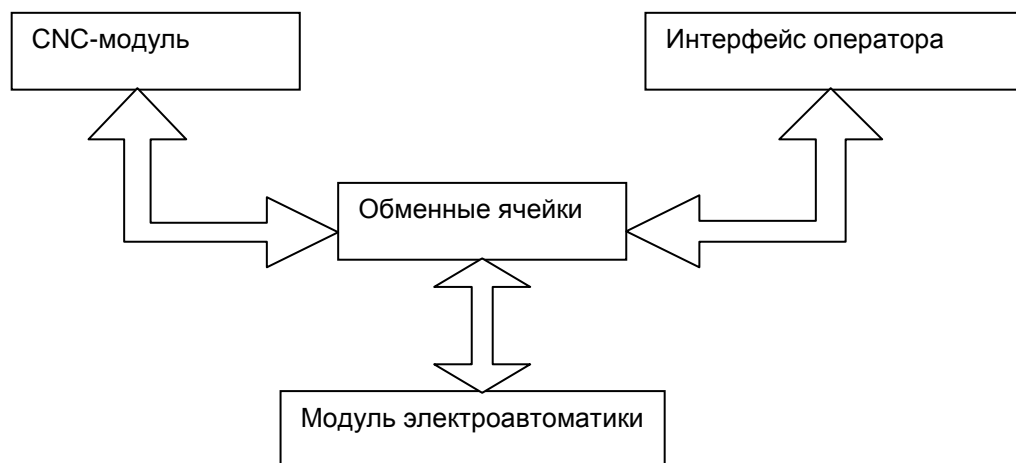 CNC-модуль
Интерфейс оператора
Обменные ячейки
Модуль электроавтоматики